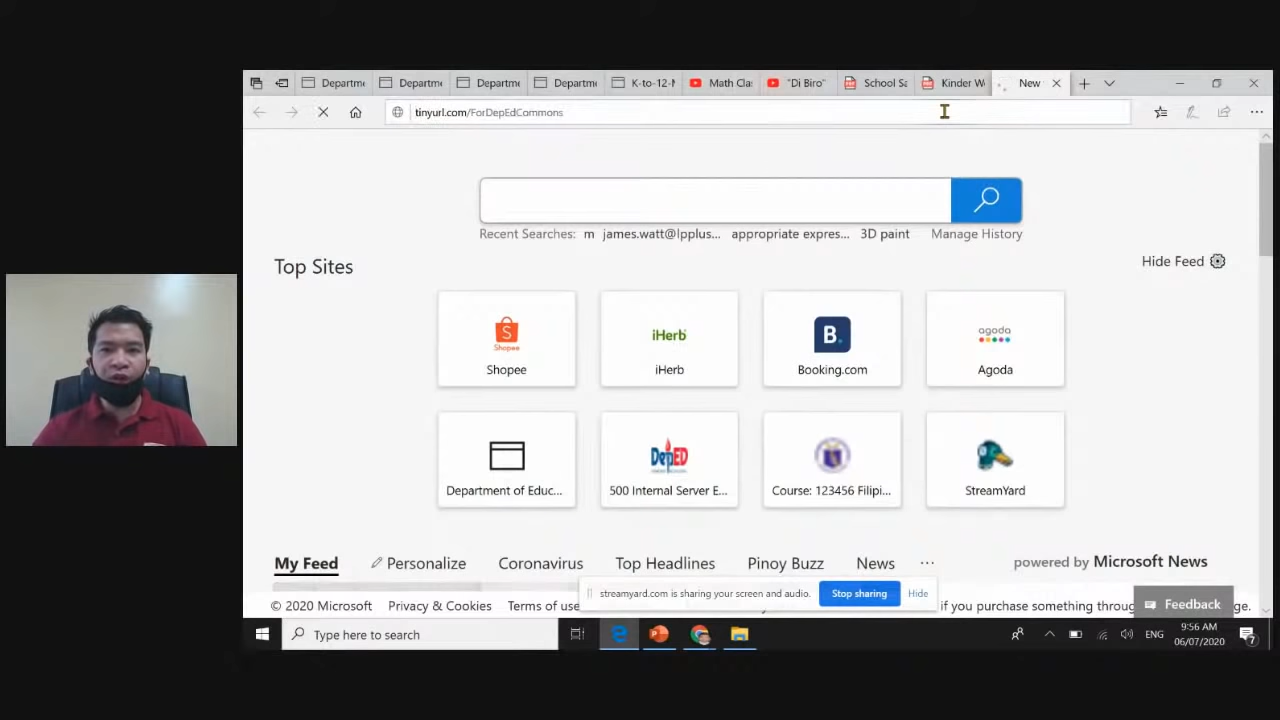 Departme Departme Departme Departme K-to-12-M Math Cla "Di Biro" School Sa Kinder W New
tinyurl.com/ForDepEdCommons
Recent Searches: m james.watt@lpplus... appropriate expres... 3D paint Manage History
Top Sites
Hide Feed
Shopee
iHerb
B.
agoda
Shopee iHerb Booking.com Agoda
DepED
Department of Educ... 500 Internal Server E... Course: 123456 Filipi... StreamYard
My Feed Personalize Coronavirus Top Headlines Pinoy Buzz News ... powered by Microsoft News
streamyard.com is sharing your screen and audio. Stop sharing Hide
© 2020 Microsoft Privacy & Cookies Terms of use if you purchase something throug ge.
Feedback
Type here to search
ENG
9:56 AM
06/07/2020
7